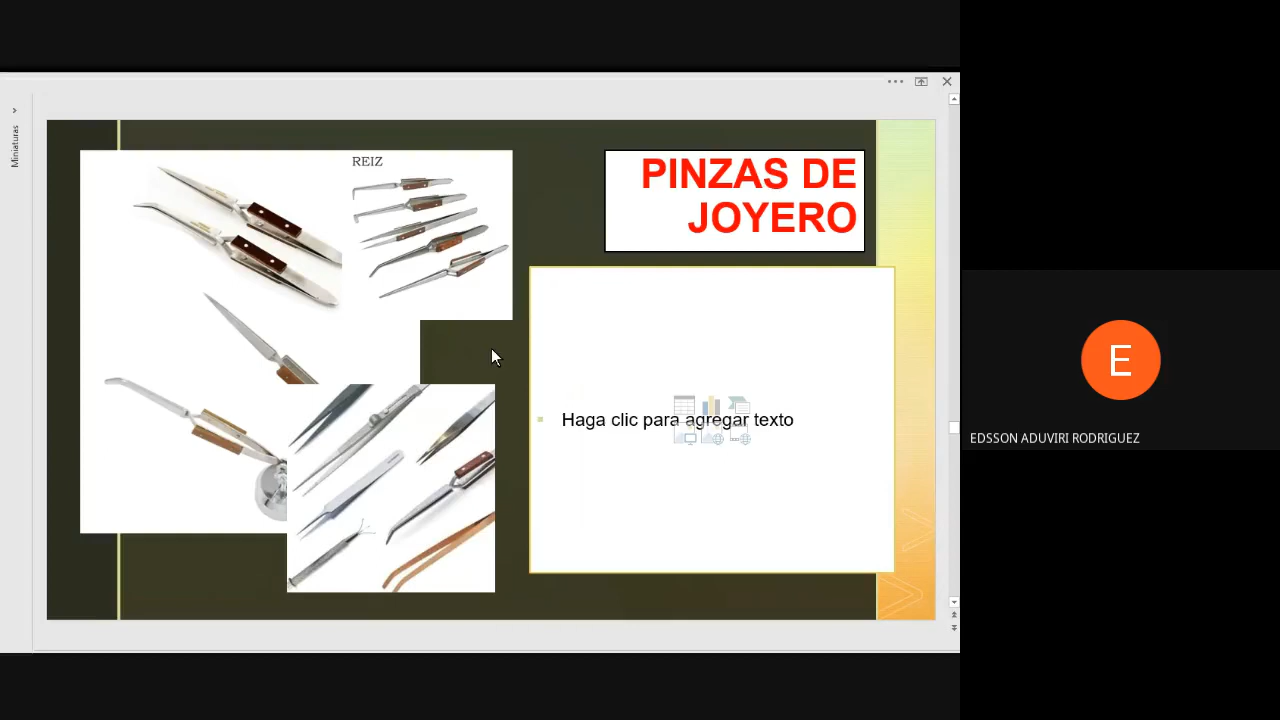 Miniaturas
REIZ
PINZAS DE
JOYERO
Haga clic para agregar texto
E
EDSSON ADUVIRI RODRIGUEZ